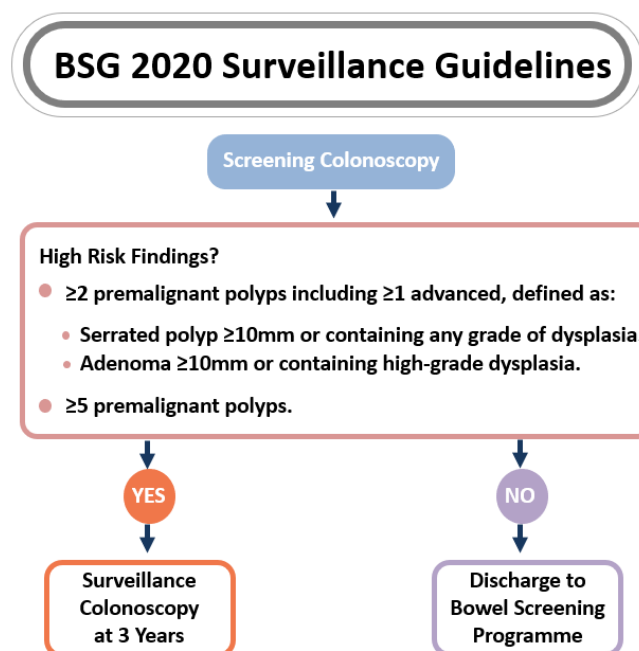 BSG 2020 Surveillance Guidelines
Screening Colonoscopy
High Risk Findings?
≥2 premalignant polyps including ≥1 advanced, defined as:
Serrated polyp ≥10mm or containing any grade of dysplasia.
Adenoma ≥10mm or containing high-grade dysplasia.
≥5 premalignant polyps.
YES
NO
Surveillance
Colonoscopy
at 3 Years
Discharge to
Bowel Screening
Programme